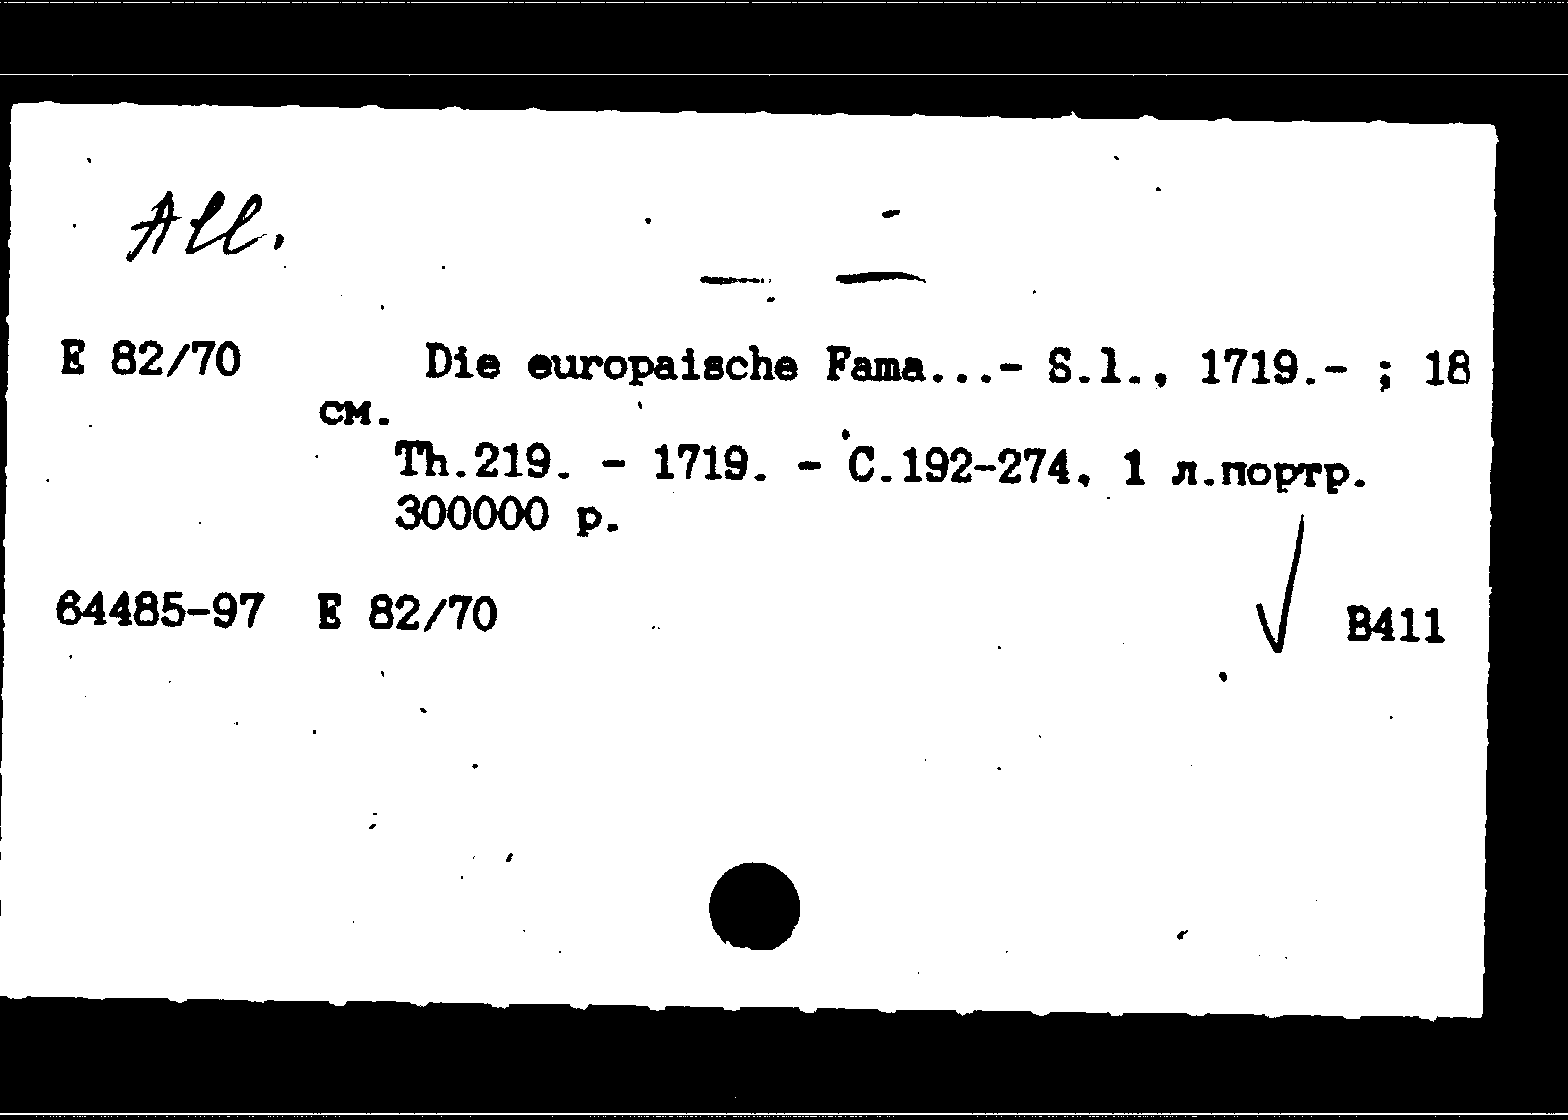 All.
E 82/70 Die europaische Fama...- S.l., 1719.- ; 18
см.
Th.219. - 1719. - С.192-274, 1 л.портр.
300000 р.
64485-97 E 82/70 B411